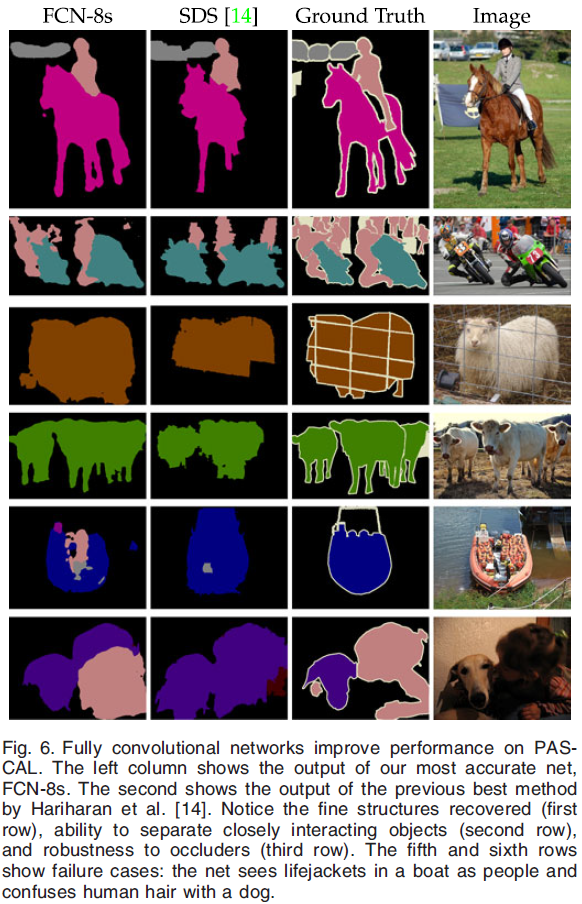 FCN-8s SDS [14] Ground Truth Image
Fig. 6. Fully convolutional networks improve performance on PAS-
CAL. The left column shows the output of our most accurate net,
FCN-8s. The second shows the output of the previous best method
by Hariharan et al. [14]. Notice the fine structures recovered (first
row), ability to separate closely interacting objects (second row),
and robustness to occluders (third row). The fifth and sixth rows
show failure cases: the net sees lifejackets in a boat as people and
confuses human hair with a dog.